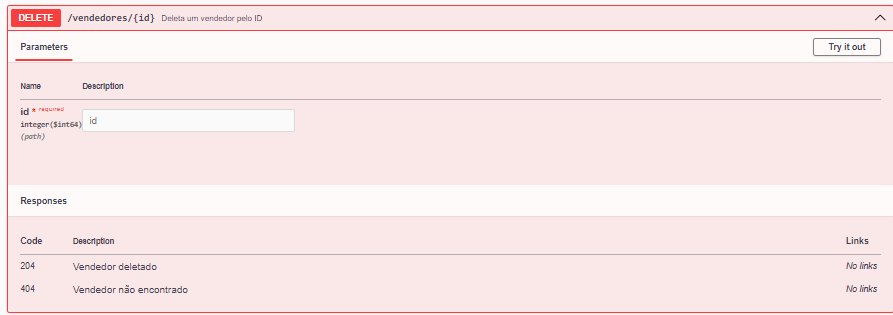 DELETE /vendedores/{id} Deleta um vendedor pelo ID
Parameters Try it out
Name Description
id * required
integer($int64)
(path)
id
Responses
Code Description Links
204 Vendedor deletado No links
404 Vendedor não encontrado No links